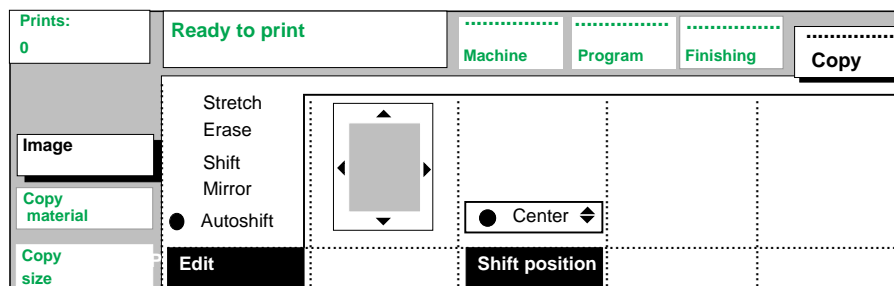 Prints:
0
Ready to print
Machine
Program
Finishing
Copy
Image
Copy
material
Copy
size
Stretch
Erase
Shift
Mirror
Autoshift
Edit
Center
Shift position